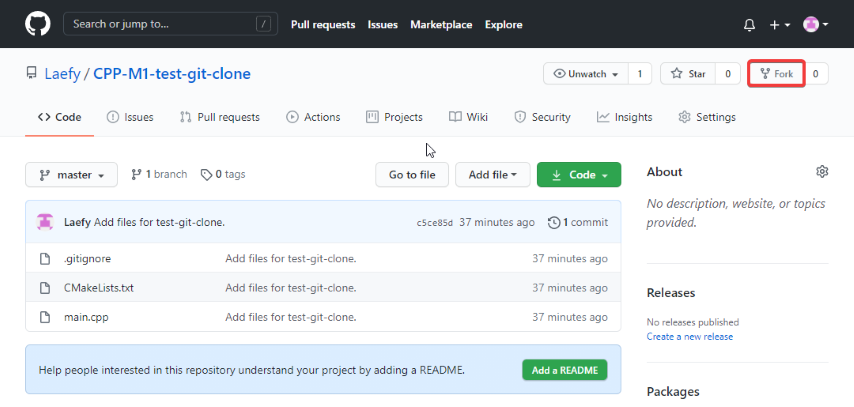 Search or jump to... / Pull requests Issues Marketplace Explore
Laefy / CPP-M1-test-git-clone Unwatch 1 Star 0 Fork 0
Code Issues Pull requests Actions Projects Wiki Security Insights Settings
master 1 branch 0 tags Go to file Add file Code
Laefy Add files for test-git-clone. c5ce85d 37 minutes ago 1 commit
.gitignore Add files for test-git-clone. 37 minutes ago
CMakeLists.txt Add files for test-git-clone. 37 minutes ago
main.cpp Add files for test-git-clone. 37 minutes ago
Help people interested in this repository understand your project by adding a README. Add a README
About
No description, website, or topics
provided.
Releases
No releases published
Create a new release
Packages